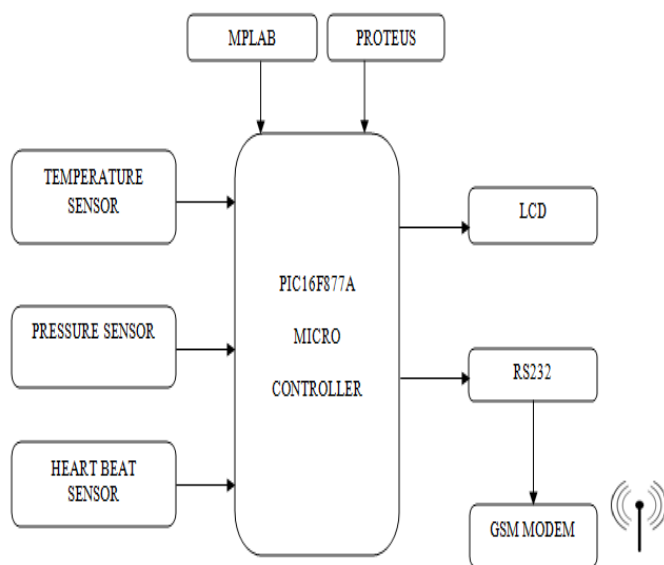 MPLAB
PROTEUS
TEMPERATURE
SENSOR
PRESSURE SENSOR
HEART BEAT
SENSOR
PIC16F877A
MICRO
CONTROLLER
LCD
RS232
GSM MODEM